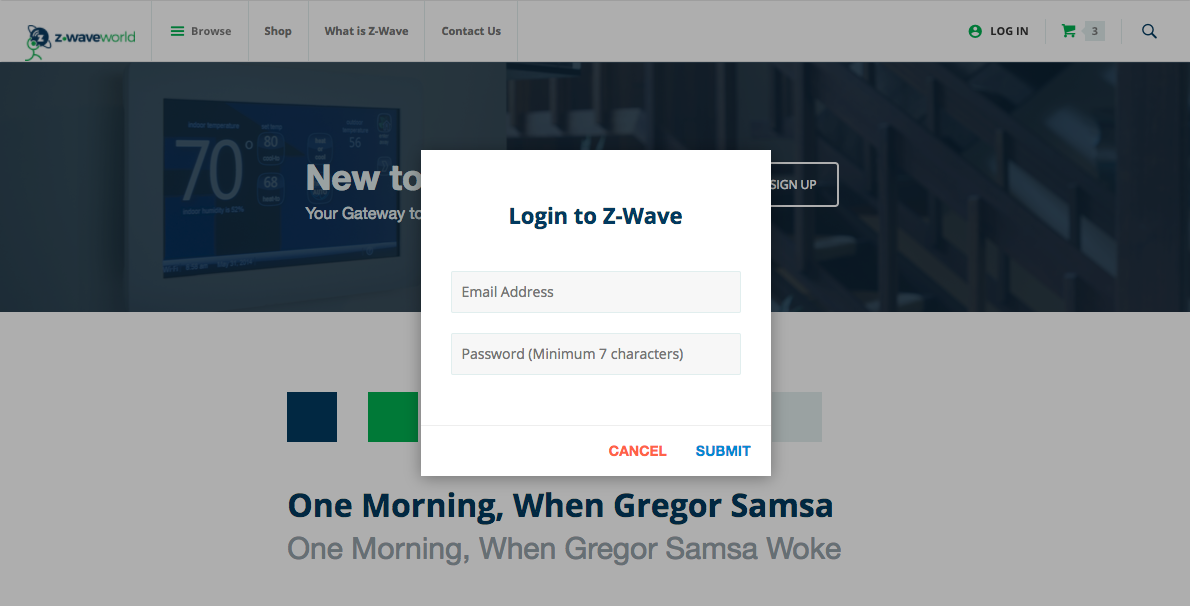 z-waveworld
Browse
Shop
What is Z-Wave
Contact Us
LOG IN
3
indoor temperature
70°
80
68
56
New to
Your Gateway to
SIGN UP
Login to Z-Wave
Email Address
Password (Minimum 7 characters)
CANCEL
SUBMIT
One Morning, When Gregor Samsa
One Morning, When Gregor Samsa Woke